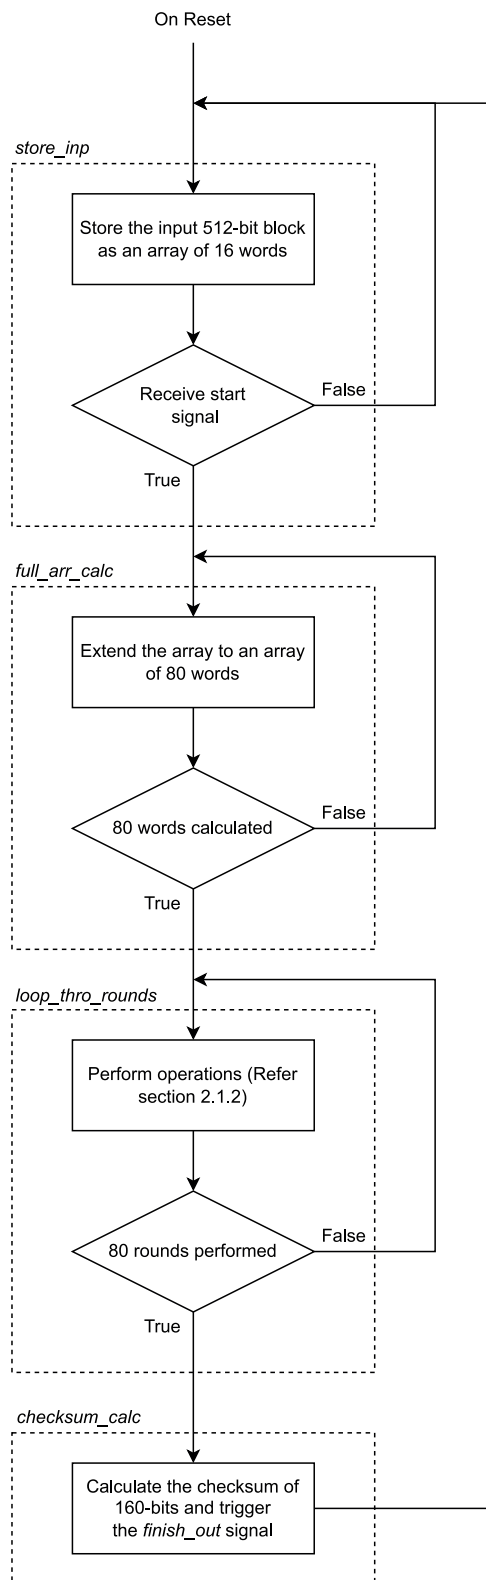 On Reset
store_inp
Store the input 512-bit block
as an array of 16 words
Receive start
signal
False
True
full_arr_calc
Extend the array to an array
of 80 words
80 words calculated
False
True
loop_thro_rounds
Perform operations (Refer
section 2.1.2)
80 rounds performed
False
True
checksum_calc
Calculate the checksum of
160-bits and trigger
the finish_out signal